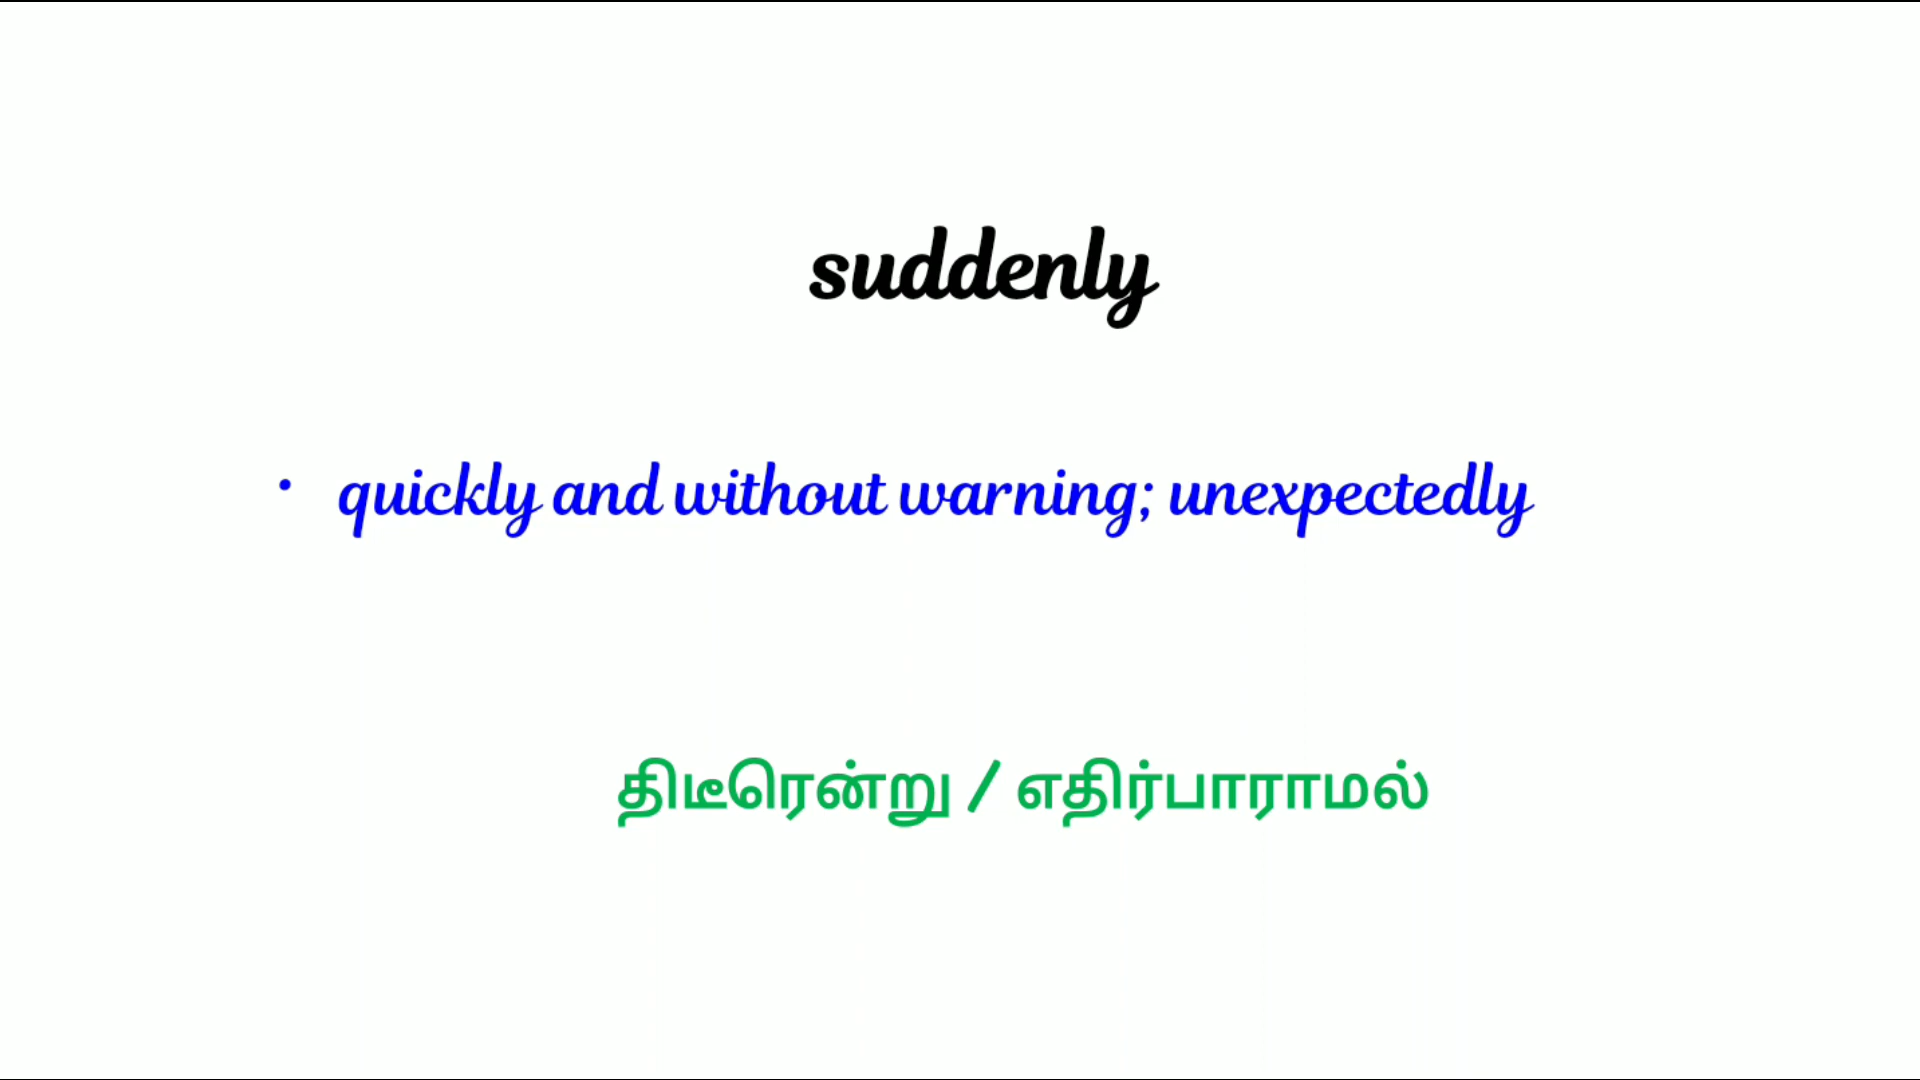 suddenly
• quickly and without warning; unexpectedly
திடீரென்று / எதிர்பாராமல்